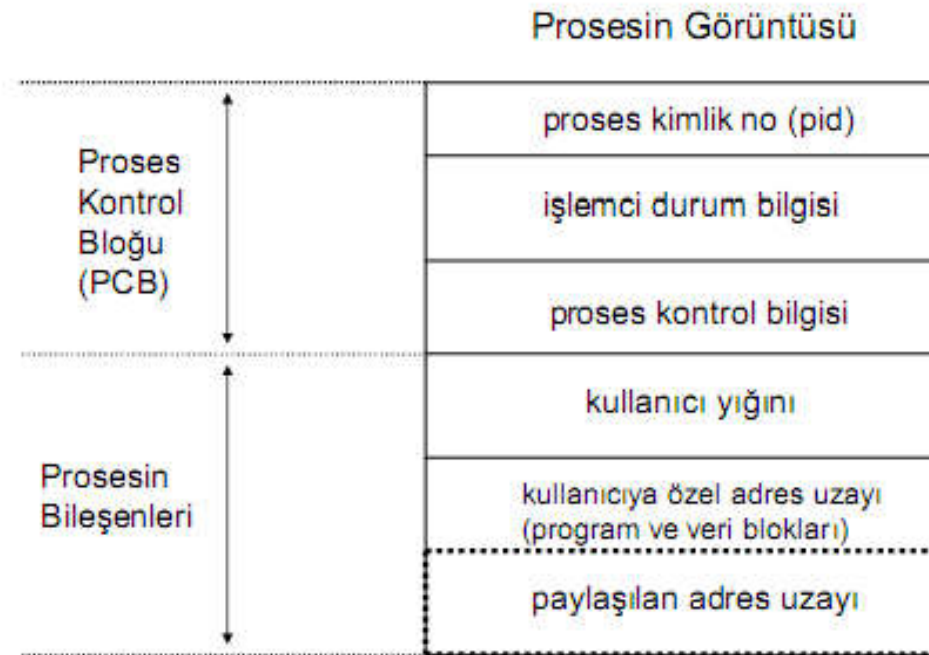 Prosesin Görüntüsü
Proses
Kontrol
Bloğu
(PCB)
proses kimlik no (pid)
işlemci durum bilgisi
proses kontrol bilgisi
Prosesin
Bileşenleri
kullanıcı yığını
kullanıcıya özel adres uzayı
(program ve veri blokları)
paylaşılan adres uzayı